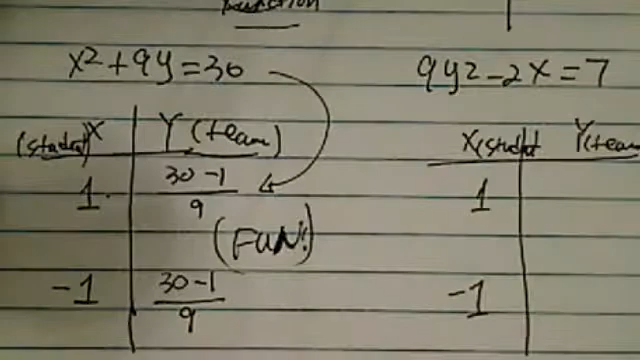 Function
x² + 9y = 30
(student) X
Y (team)
1
30 - 1
9
(FUN!)
-1
30 - 1
9
9y2 - 2x = 7
X (studnt
Y (team
1
-1